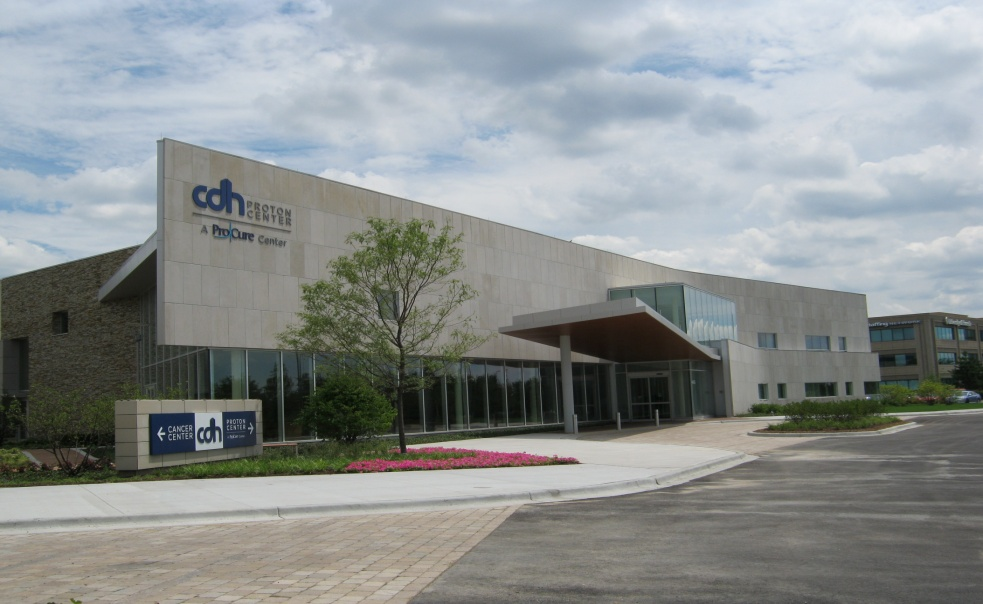 cdh PROTON
CENTER
A ProCure Center
← CANCER
CENTER
cdh
PROTON →
CENTER